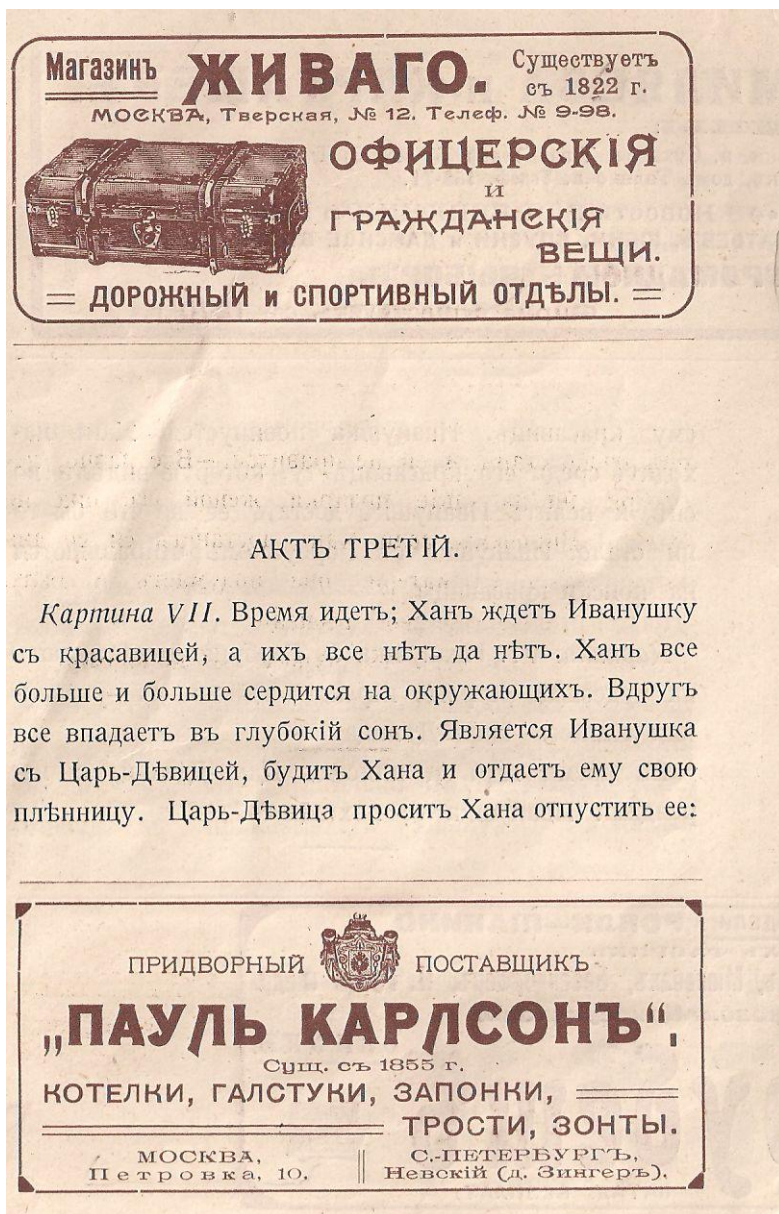 Магазинъ ЖИВАГО. Существуетъ
съ 1822 г.
МОСКВА, Тверская, № 12. Телеф. № 9-98.
ОФИЦЕРСКІЯ
И
ГРАЖДАНСКІЯ
ВЕЩИ.
ДОРОЖНЫЙ и СПОРТИВНЫЙ ОТДѢЛЫ.
АКТЪ ТРЕТІЙ.
Картина VII. Время идетъ; Ханъ ждетъ Иванушку
съ красавицей, а ихъ все нѣтъ да нѣтъ. Ханъ все
больше и больше сердится на окружающихъ. Вдругъ
все впадаетъ въ глубокій сонъ. Является Иванушка
съ Царь-Дѣвицей, будитъ Хана и отдаетъ ему свою
плѣнницу. Царь-Дѣвица проситъ Хана отпустить ее:
ПРИДВОРНЫЙ ПОСТАВЩИКЪ
„ПАУЛЬ КАРЛСОНЪ“,
Сущ. съ 1855 г.
КОТЕЛКИ, ГАЛСТУКИ, ЗАПОНКИ,
ТРОСТИ, ЗОНТЫ.
МОСКВА,
Петровка, 10.
С.-ПЕТЕРБУРГЪ,
Невскій (д. Зингеръ).